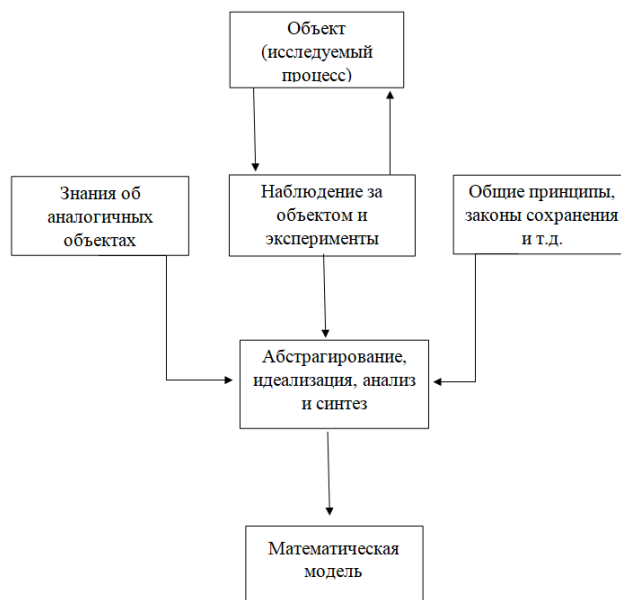 Объект
(исследуемый
процесс)
Знания об
аналогичных
объектах
Наблюдение за
объектом и
эксперименты
Общие принципы,
законы сохранения
и т.д.
Абстрагирование,
идеализация, анализ
и синтез
Математическая
модель